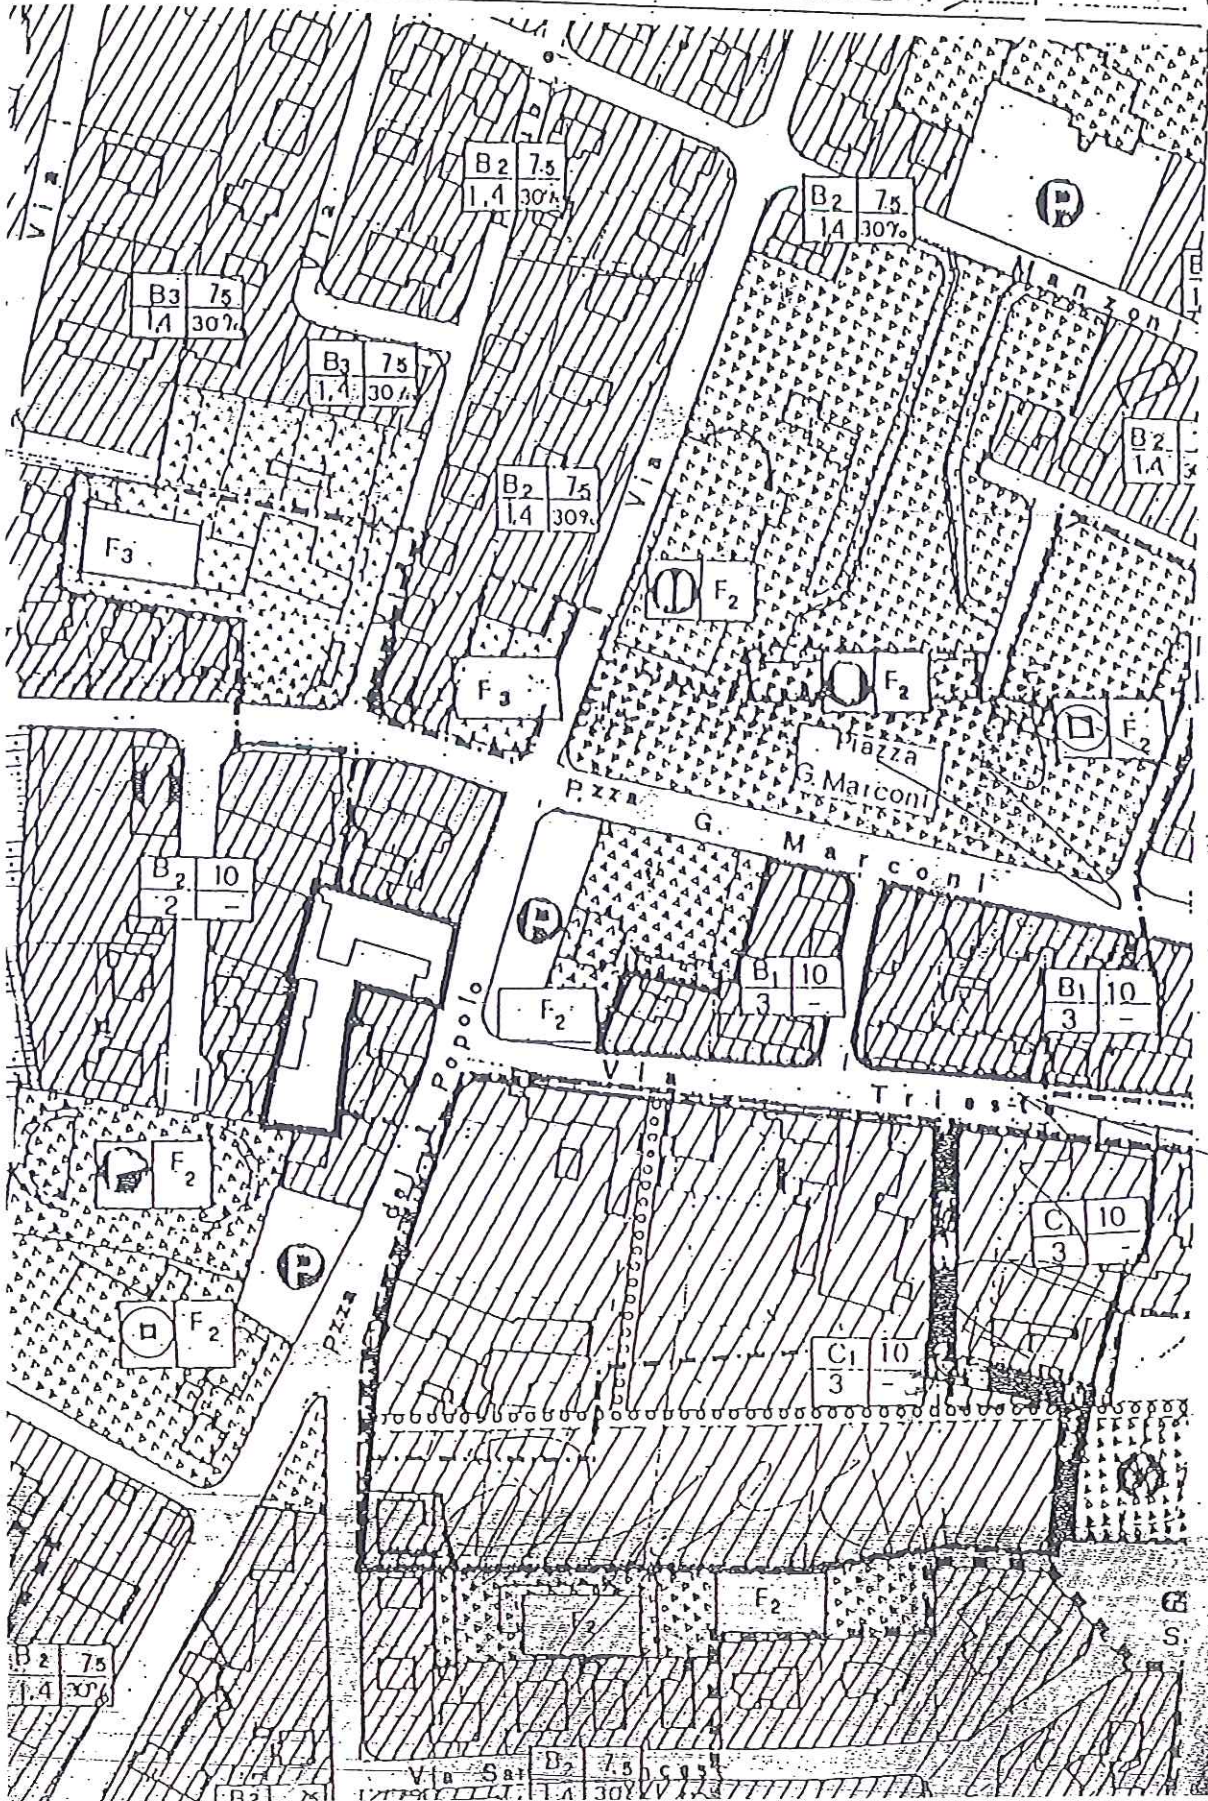 B2 7.5
1,4 30%
B2 7.5
1,4 30%
P
Via
Manzoni
B3 7.5
1,4 30%
B3 7.5
1,4 30%
B2
1,4
B2 7.5
1,4 30%
Via
F3
F2
F3
F2
F2
Piazza
G. Marconi
P.zza G. Marconi
B2 10
2 -
P
B1 10
3 -
B1 10
3 -
F2
P.zza del Popolo
Via Trieste
F2
C1 10
3 -
P
F2
C1 10
3 -
F2
F2
S.
B2 7.5
1,4 30%
B2 7.5
1,4 30%
Via
B2